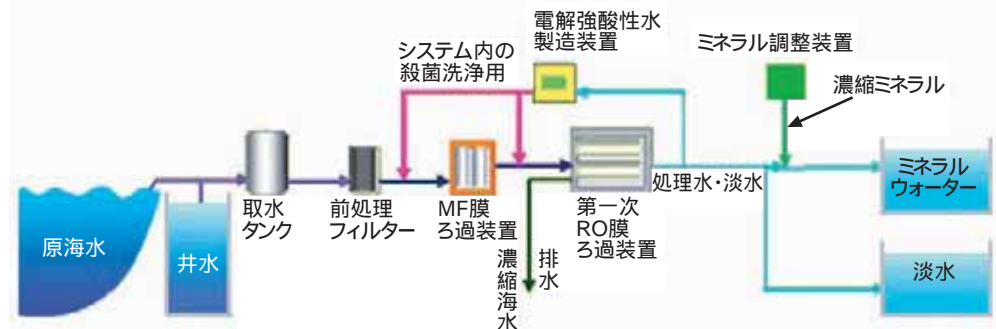 電解強酸性水
製造装置
システム内の
殺菌洗浄用
ミネラル調整装置
濃縮ミネラル
原海水
井水
取水
タンク
前処理
フィルター
MF膜
ろ過装置
第一次
RO膜
ろ過装置
処理水・淡水
濃縮海水
排水
ミネラル
ウォーター
淡水